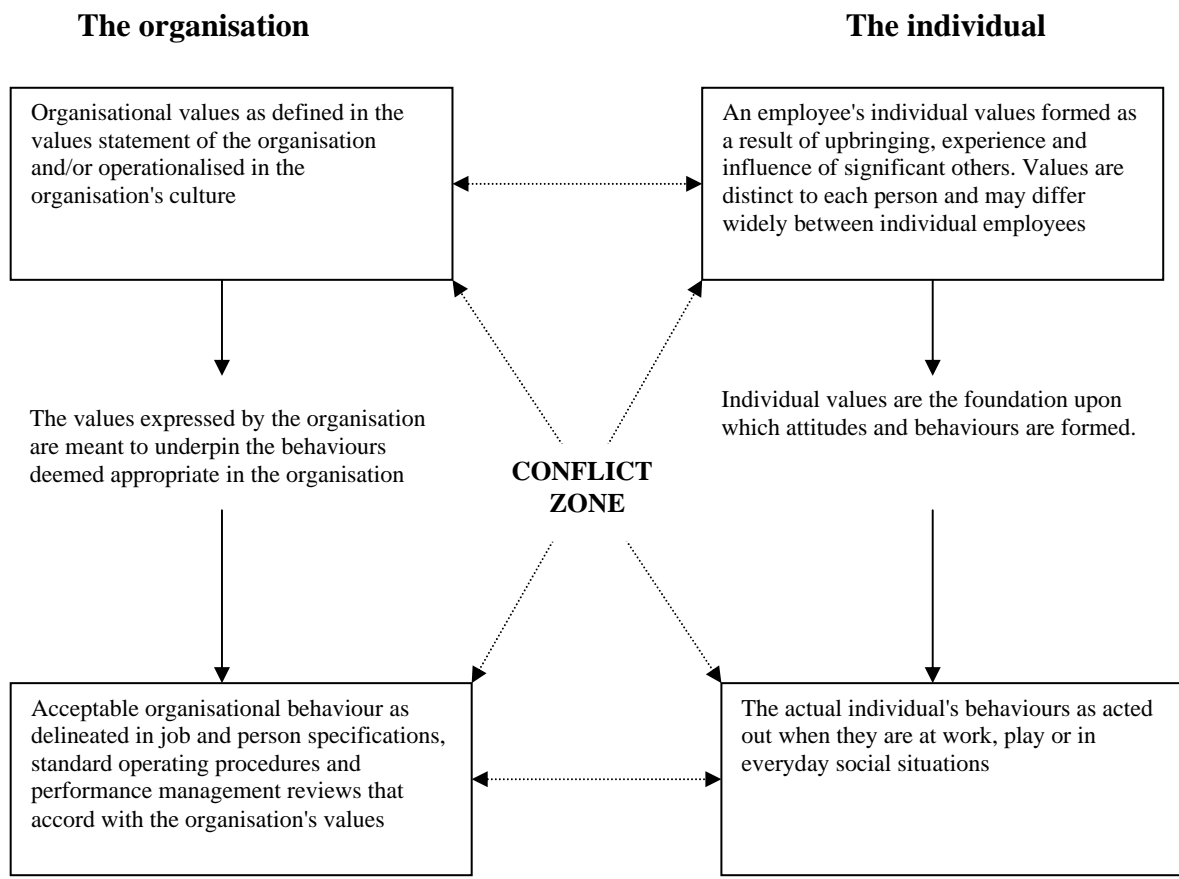 The organisation
The individual
Organisational values as defined in the
values statement of the organisation
and/or operationalised in the
organisation's culture
An employee's individual values formed as
a result of upbringing, experience and
influence of significant others. Values are
distinct to each person and may differ
widely between individual employees
The values expressed by the organisation
are meant to underpin the behaviours
deemed appropriate in the organisation
Individual values are the foundation upon
which attitudes and behaviours are formed.
CONFLICT
ZONE
Acceptable organisational behaviour as
delineated in job and person specifications,
standard operating procedures and
performance management reviews that
accord with the organisation's values
The actual individual's behaviours as acted
out when they are at work, play or in
everyday social situations